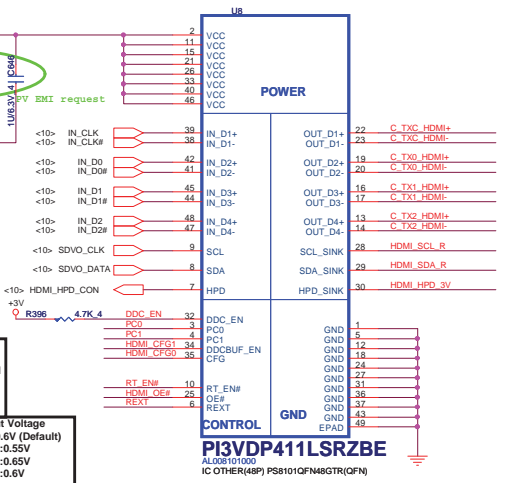 U8
2 VCC
11 VCC
15 VCC
21 VCC
26 VCC
33 VCC
40 VCC
46 VCC
POWER
C646
1U/6.3V_4
PV EMI request
<10> IN_CLK 39 IN_D1+ OUT_D1+ 22 C_TXC_HDMI+
<10> IN_CLK# 38 IN_D1- OUT_D1- 23 C_TXC_HDMI-
<10> IN_D0 42 IN_D2+ OUT_D2+ 19 C_TX0_HDMI+
<10> IN_D0# 41 IN_D2- OUT_D2- 20 C_TX0_HDMI-
<10> IN_D1 45 IN_D3+ OUT_D3+ 16 C_TX1_HDMI+
<10> IN_D1# 44 IN_D3- OUT_D3- 17 C_TX1_HDMI-
<10> IN_D2 48 IN_D4+ OUT_D4+ 13 C_TX2_HDMI+
<10> IN_D2# 47 IN_D4- OUT_D4- 14 C_TX2_HDMI-
<10> SDVO_CLK 9 SCL SCL_SINK 28 HDMI_SCL_R
<10> SDVO_DATA 8 SDA SDA_SINK 29 HDMI_SDA_R
<10> HDMI_HPD_CON 7 HPD HPD_SINK 30 HDMI_HPD_3V
+3V
R396 4.7K_4 DDC_EN 32 DDC_EN
PC0 3 PC0
PC1 4 PC1
HDMI_CFG1 34 DDCBUF_EN
HDMI_CFG0 35 CFG
RT_EN# 10 RT_EN#
HDMI_OE# 25 OE#
REXT 6 REXT
GND 1
GND 5
GND 12
GND 18
GND 24
GND 27
GND 31
GND 36
GND 37
GND 43
EPAD 49
CONTROL
GND
PI3VDP411LSRZBE
AL008101000
IC OTHER(48P) PS8101QFN48GTR(QFN)
t Voltage
.6V (Default)
:0.55V
:0.65V
:0.6V